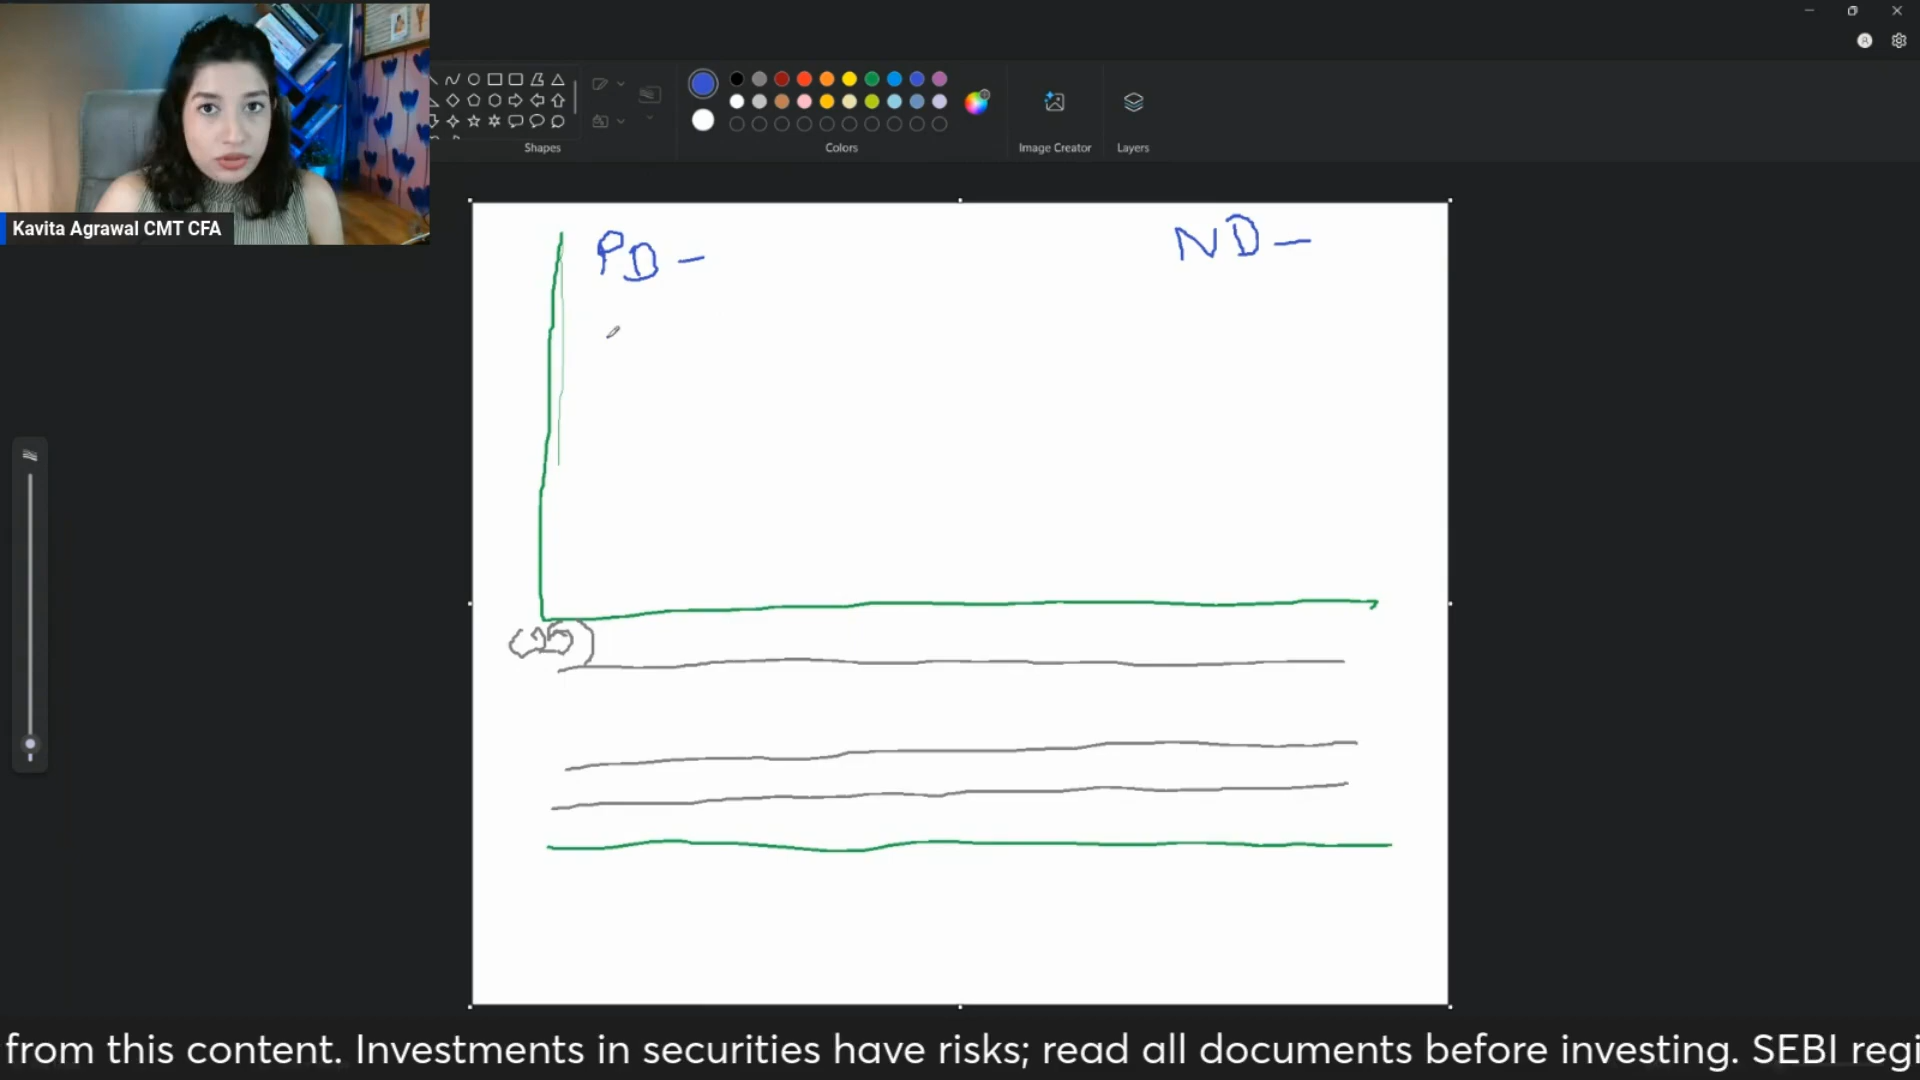 Kavita Agrawal CMT CFA
Shapes
Colors
Image Creator
Layers
PD -
ND -
from this content. Investments in securities have risks; read all documents before investing. SEBI regi